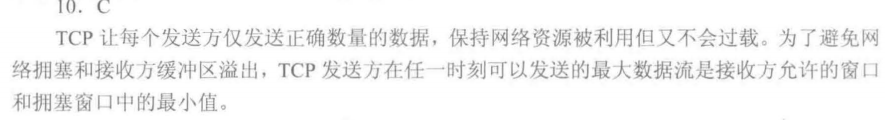 10. C
TCP 让每个发送方仅发送正确数量的数据，保持网络资源被利用但又不会过载。为了避免网
络拥塞和接收方缓冲区溢出，TCP 发送方在任一时刻可以发送的最大数据流是接收方允许的窗口
和拥塞窗口中的最小值。